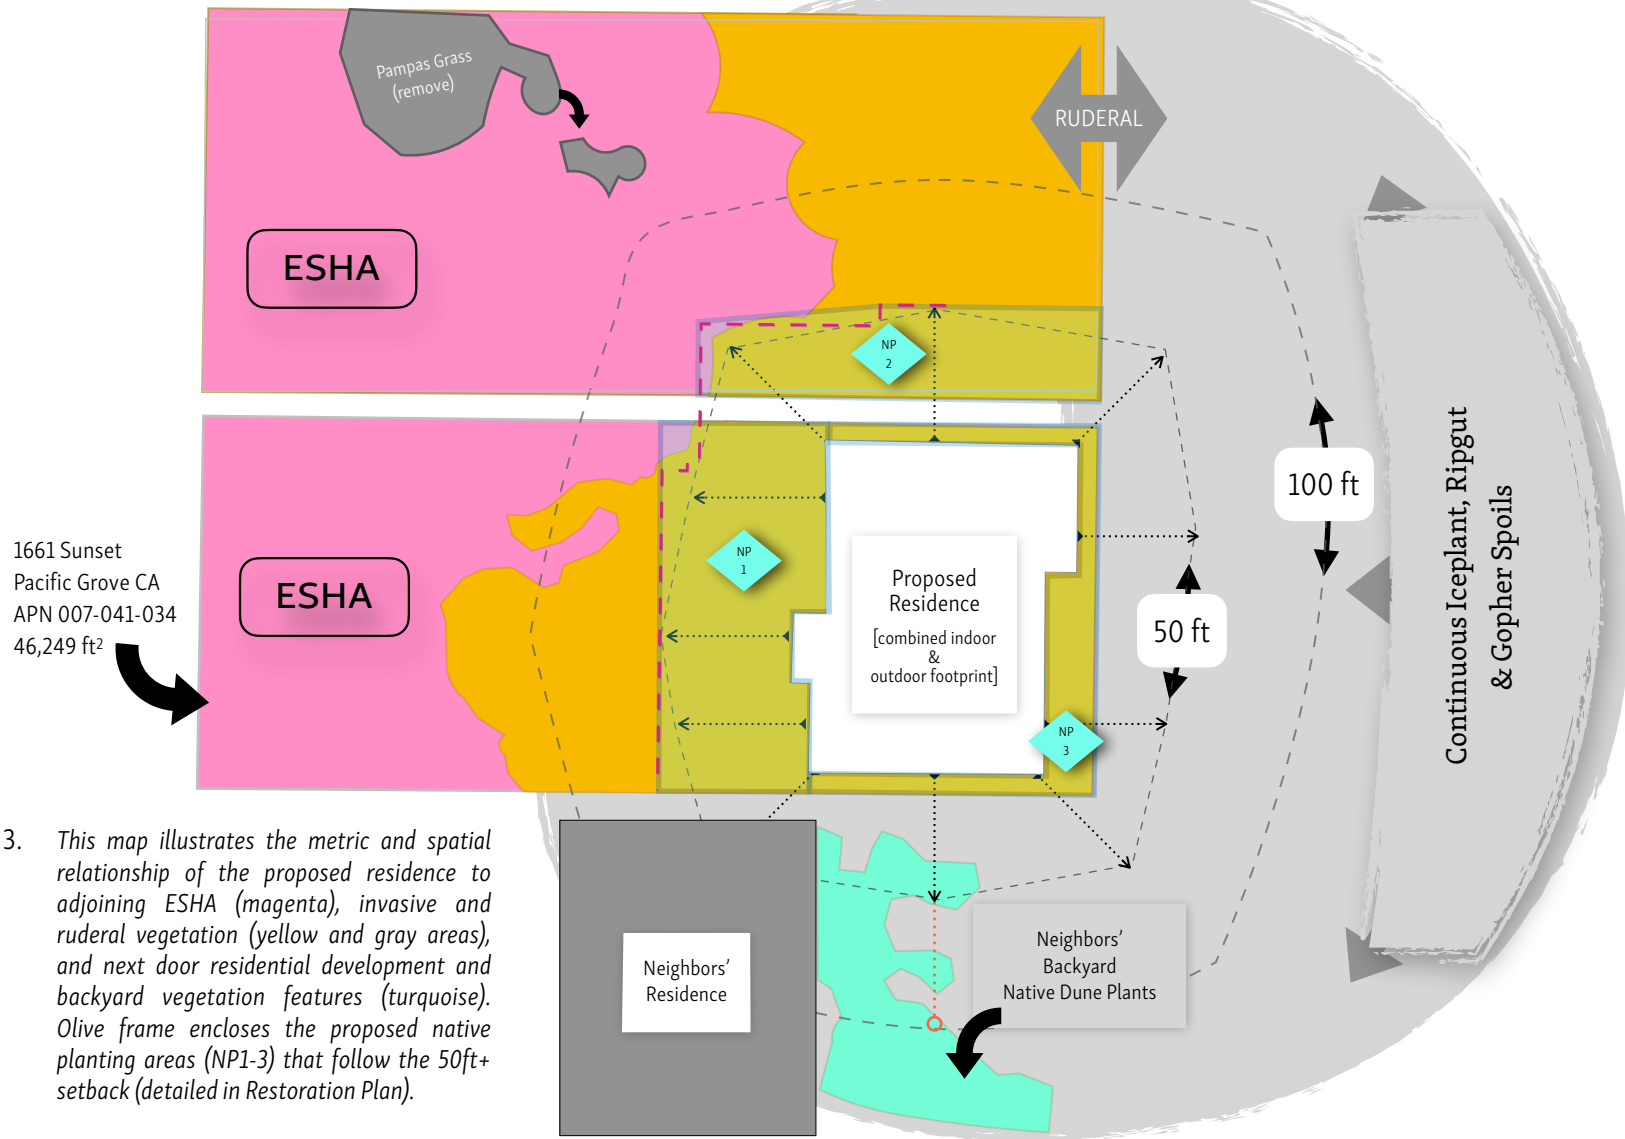 Pampas Grass
(remove)
RUDERAL
ESHA
NP
2
100 ft
Continuous Iceplant, Ripgut
& Gopher Spoils
1661 Sunset
Pacific Grove CA
APN 007-041-034
46,249 ft²
ESHA
NP
1
Proposed
Residence
[combined indoor
&
outdoor footprint]
50 ft
NP
3
3. This map illustrates the metric and spatial
relationship of the proposed residence to
adjoining ESHA (magenta), invasive and
ruderal vegetation (yellow and gray areas),
and next door residential development and
backyard vegetation features (turquoise).
Olive frame encloses the proposed native
planting areas (NP1-3) that follow the 50ft+
setback (detailed in Restoration Plan).
Neighbors’
Residence
Neighbors’
Backyard
Native Dune Plants